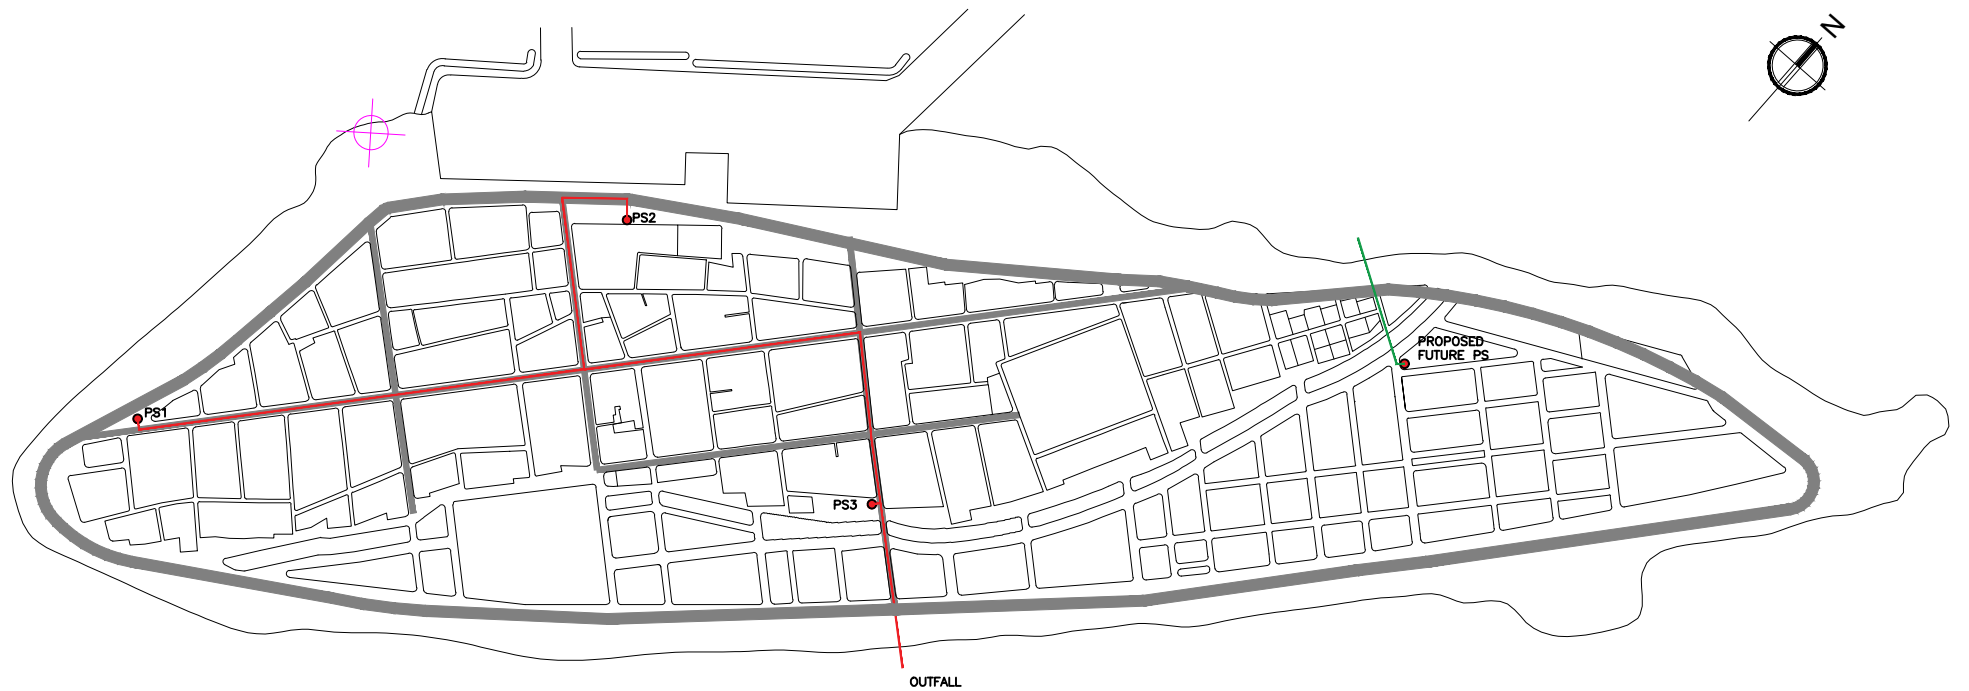 N
PS2
PROPOSED
FUTURE PS
PS1
PS3
OUTFALL